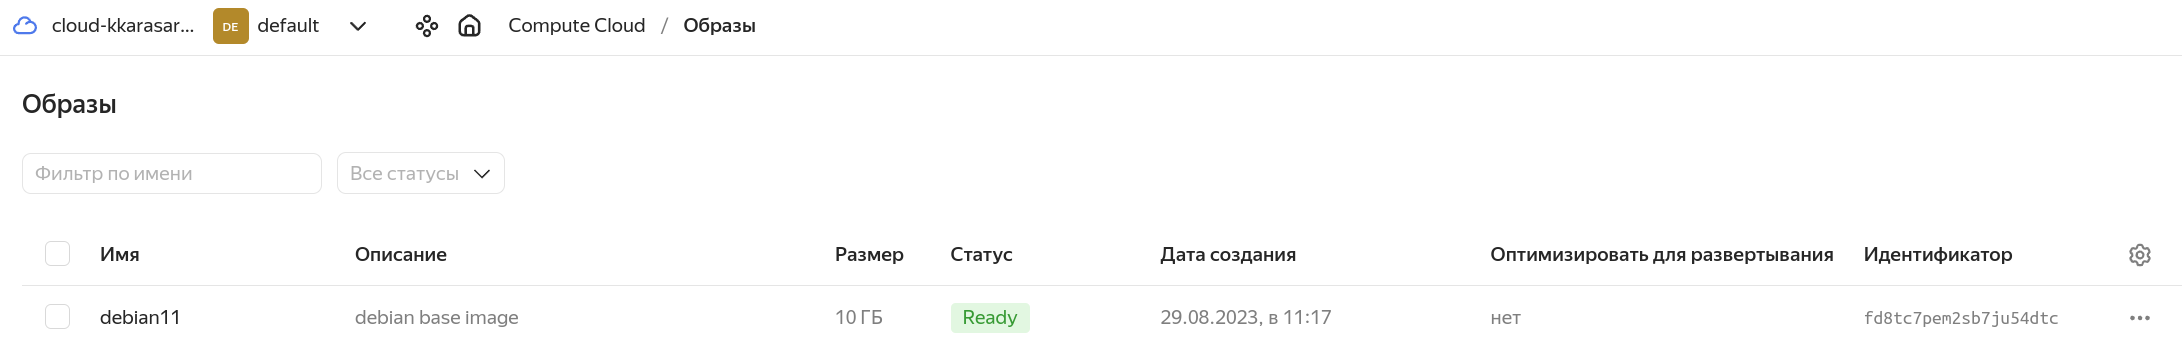 cloud-kkarasar... DE default Compute Cloud / Образы
Образы
Фильтр по имени Все статусы
Имя Описание Размер Статус Дата создания Оптимизировать для развертывания Идентификатор
debian11 debian base image 10 ГБ Ready 29.08.2023, в 11:17 нет fd8tc7pem2sb7ju54dtc